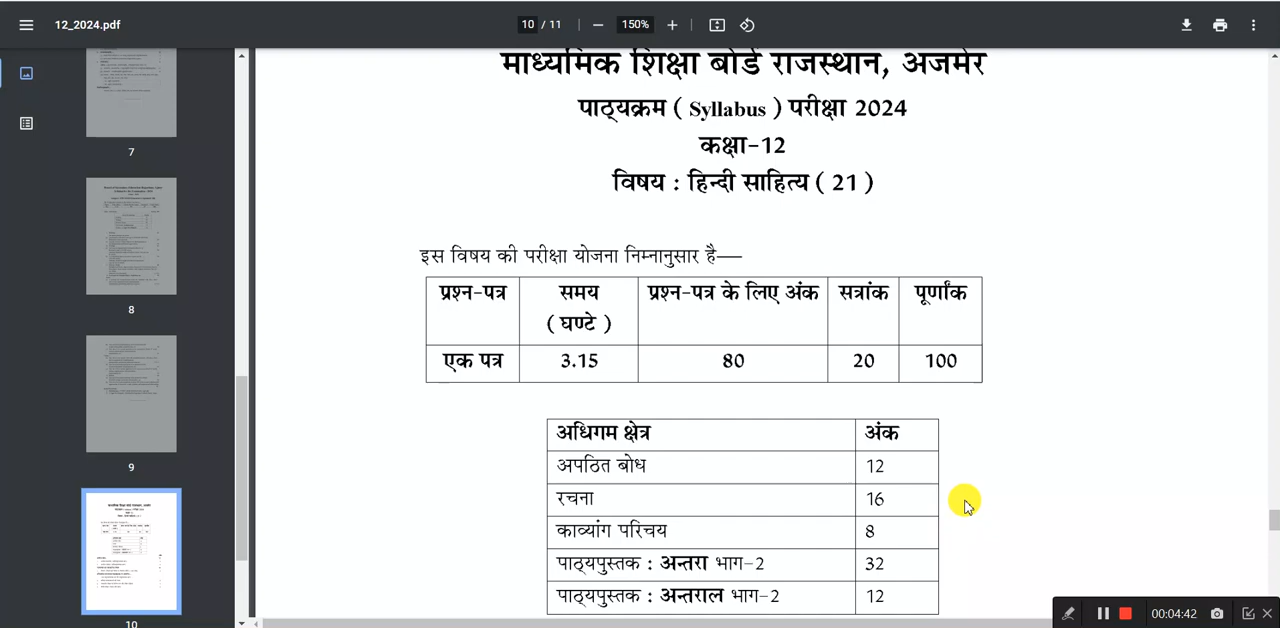 12_2024.pdf
10 / 11
150%
7
8
9
10
माध्यमिक शिक्षा बोर्ड राजस्थान, अजमेर
पाठ्यक्रम ( Syllabus ) परीक्षा 2024
कक्षा-12
विषय : हिन्दी साहित्य ( 21 )
इस विषय की परीक्षा योजना निम्नानुसार है—
प्रश्न-पत्र समय प्रश्न-पत्र के लिए अंक सत्रांक पूर्णांक
( घण्टे )
एक पत्र 3.15 80 20 100
अधिगम क्षेत्र अंक
अपठित बोध 12
रचना 16
काव्यांग परिचय 8
पाठ्यपुस्तक : अन्तरा भाग-2 32
पाठ्यपुस्तक : अन्तराल भाग-2 12
00:04:42